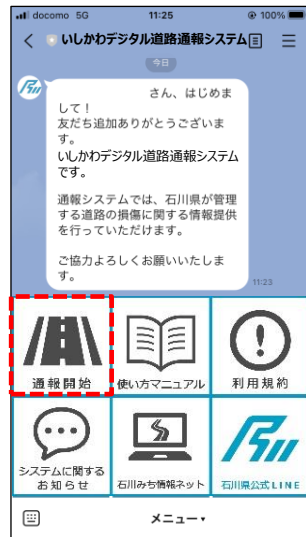 docomo 5G 11:25 100%
いしかわデジタル道路通報システム
今日
さん、はじめま
して！
友だち追加ありがとうございま
す。
いしかわデジタル道路通報システム
です。
通報システムでは、石川県が管理
する道路の損傷に関する情報提供
を行っていただけます。
ご協力よろしくお願いいたしま
す。
11:23
通報開始
使い方マニュアル
利用規約
システムに関する
お知らせ
石川みち情報ネット
石川県公式LINE
メニュー▾